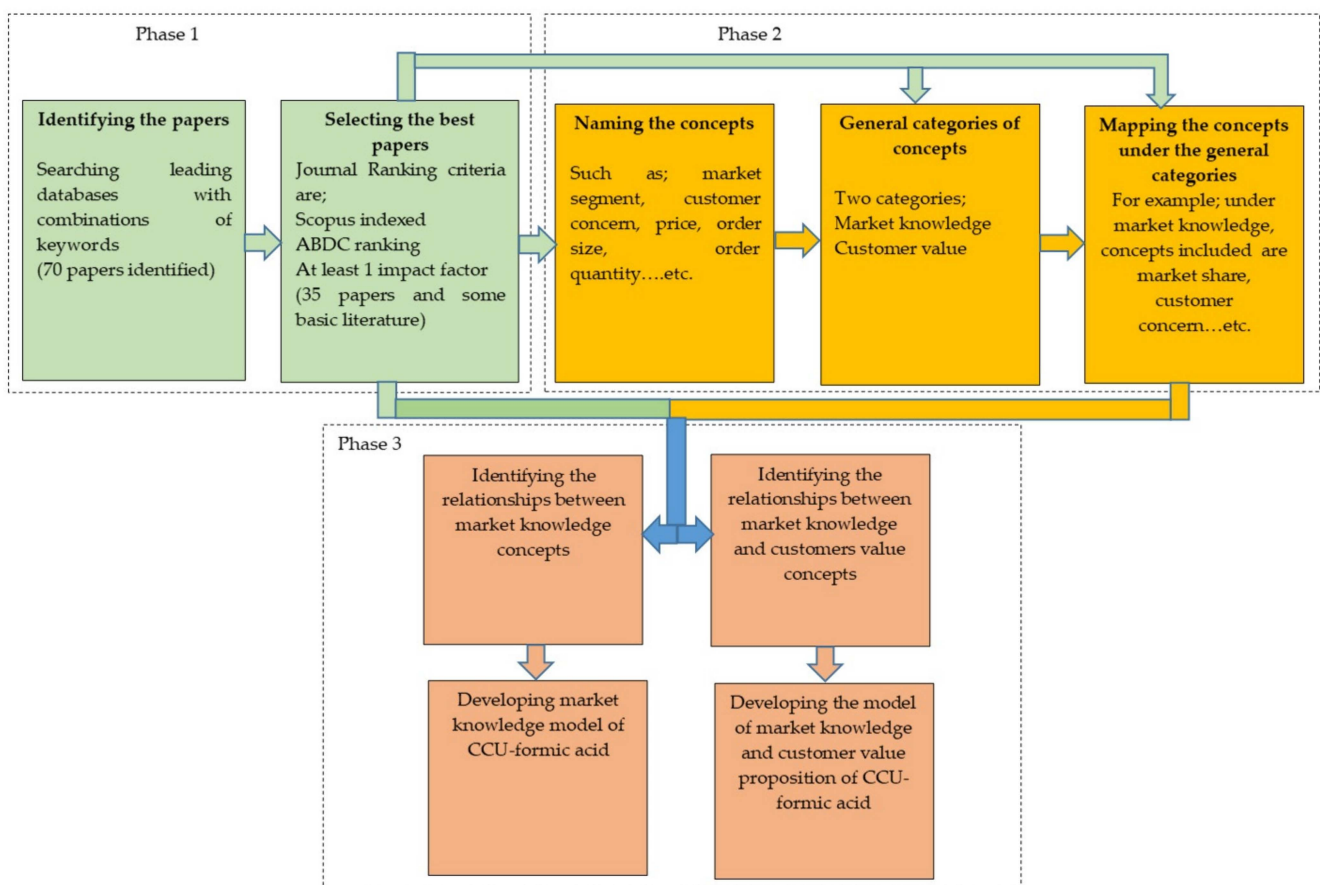 Phase 1
Identifying the papers
Searching leading
databases with
combinations of
keywords
(70 papers identified)
Selecting the best
papers
Journal Ranking criteria
are;
Scopus indexed
ABDC ranking
At least 1 impact factor
(35 papers and some
basic literature)
Phase 2
Naming the concepts
Such as; market
segment, customer
concern, price, order
size, order
quantity….etc.
General categories of
concepts
Two categories;
Market knowledge
Customer value
Mapping the concepts
under the general
categories
For example; under
market knowledge,
concepts included are
market share,
customer
concern…etc.
Phase 3
Identifying the
relationships between
market knowledge
concepts
Identifying the
relationships between
market knowledge
and customers value
concepts
Developing market
knowledge model of
CCU-formic acid
Developing the model
of market knowledge
and customer value
proposition of CCU-
formic acid